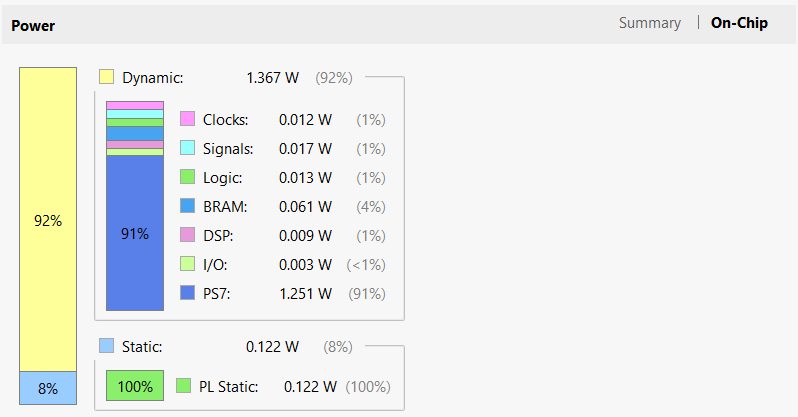 Power Summary | On-Chip
Dynamic: 1.367 W (92%)
Clocks: 0.012 W (1%)
Signals: 0.017 W (1%)
Logic: 0.013 W (1%)
BRAM: 0.061 W (4%)
92%
91%
DSP: 0.009 W (1%)
I/O: 0.003 W (<1%)
PS7: 1.251 W (91%)
Static: 0.122 W (8%)
8%
100% PL Static: 0.122 W (100%)